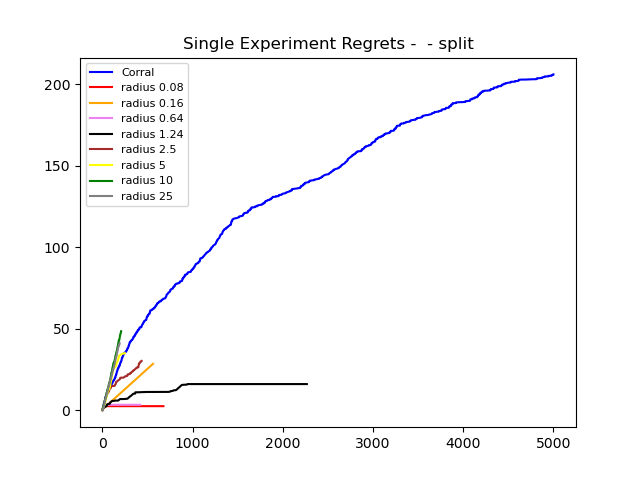 Single Experiment Regrets -  - split
Corral
radius 0.08
radius 0.16
radius 0.64
radius 1.24
radius 2.5
radius 5
radius 10
radius 25
200
150
100
50
0
0 1000 2000 3000 4000 5000